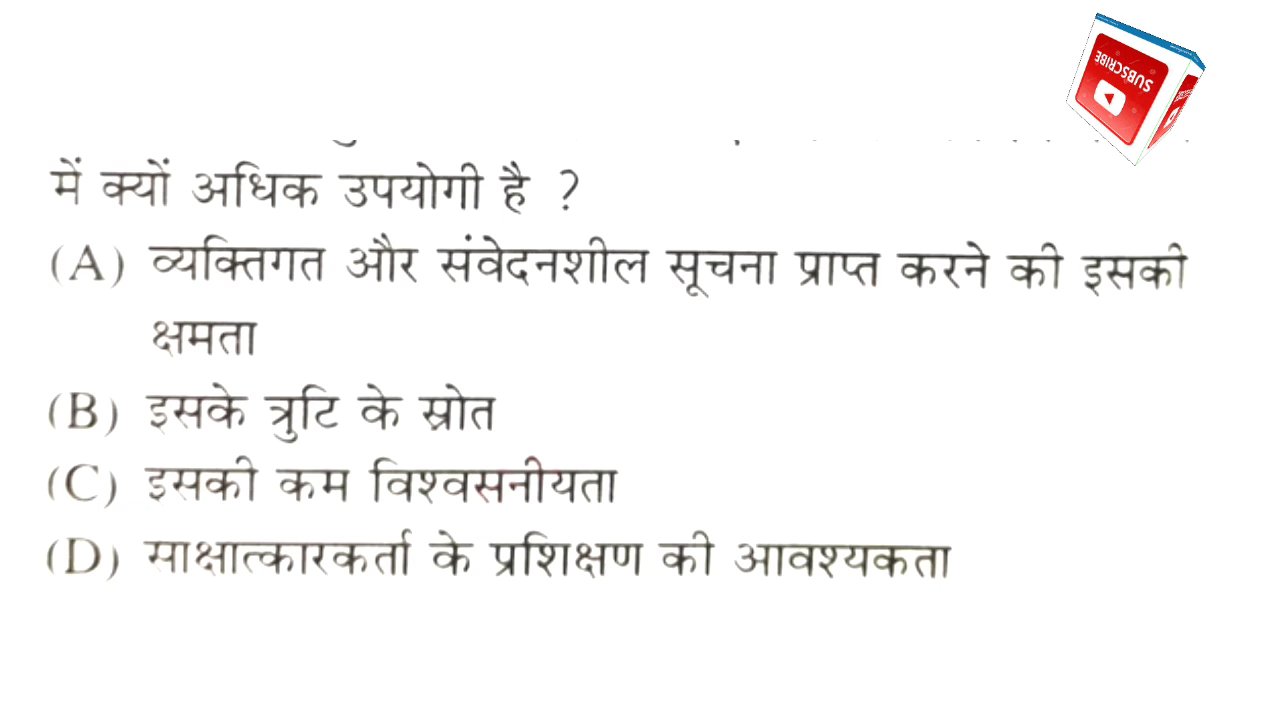 SUBSCRIBE
में क्यों अधिक उपयोगी है ?
(A) व्यक्तिगत और संवेदनशील सूचना प्राप्त करने की इसकी
क्षमता
(B) इसके त्रुटि के स्रोत
(C) इसकी कम विश्वसनीयता
(D) साक्षात्कारकर्ता के प्रशिक्षण की आवश्यकता